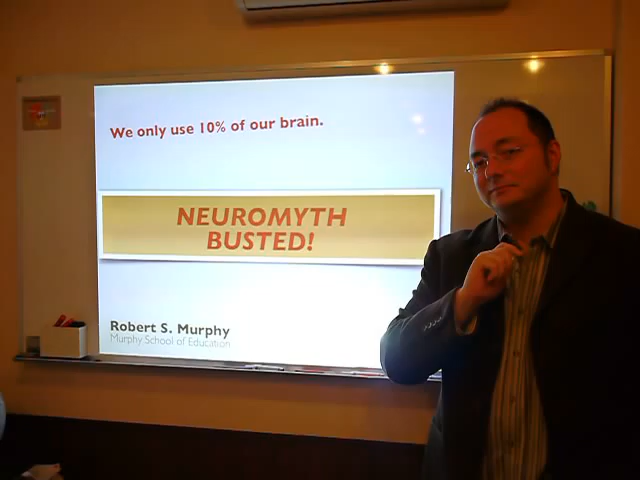 We only use 10% of our brain.
NEUROMYTH
BUSTED!
Robert S. Murphy
Murphy School of Education